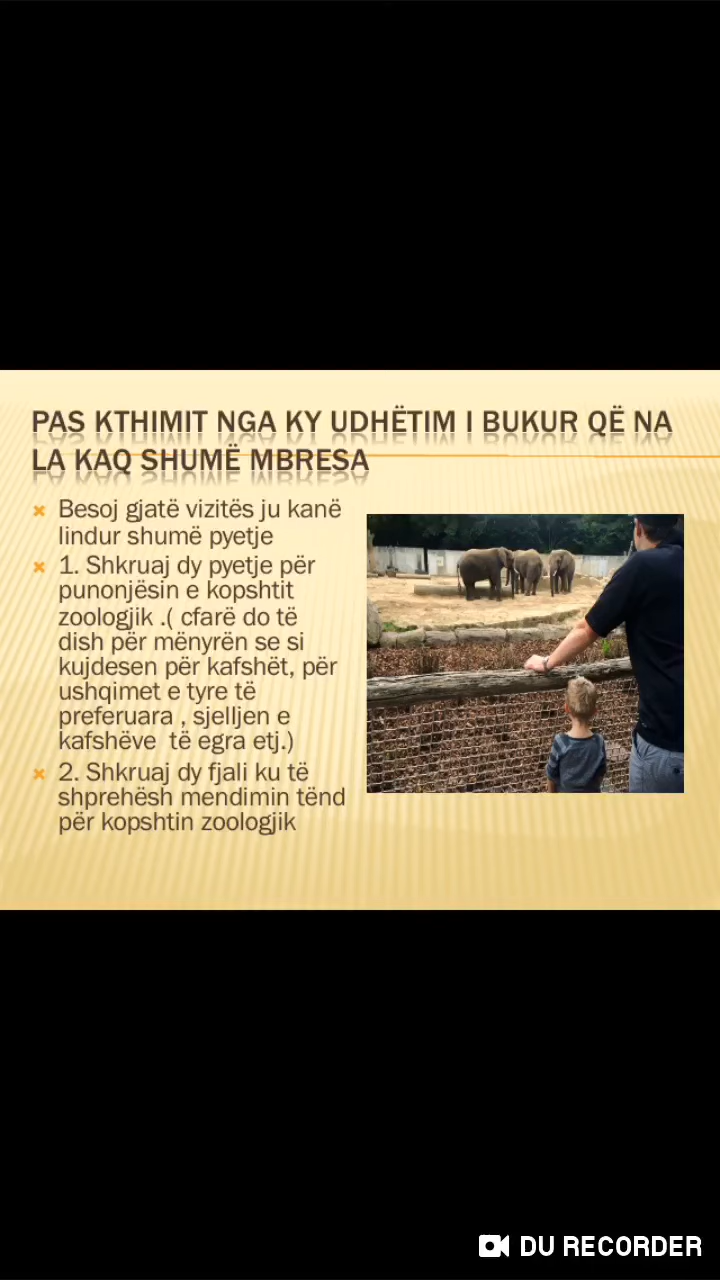 PAS KTHIMIT NGA KY UDHËTIM I BUKUR QË NA
LA KAQ SHUMË MBRESA
Besoj gjatë vizitës ju kanë
lindur shumë pyetje
1. Shkruaj dy pyetje për
punonjësin e kopshtit
zoologjik .( cfarë do të
dish për mënyrën se si
kujdesen për kafshët, për
ushqimet e tyre të
preferuara , sjelljen e
kafshëve të egra etj.)
2. Shkruaj dy fjali ku të
shprehësh mendimin tënd
për kopshtin zoologjik
DU RECORDER